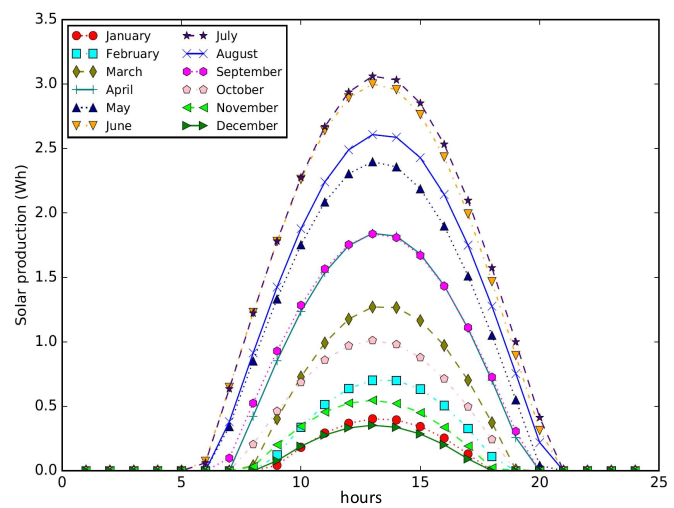 3.5
3.0
2.5
2.0
1.5
1.0
0.5
0.0
Solar production (Wh)
January
February
March
April
May
June
July
August
September
October
November
December
0 5 10 15 20 25
hours